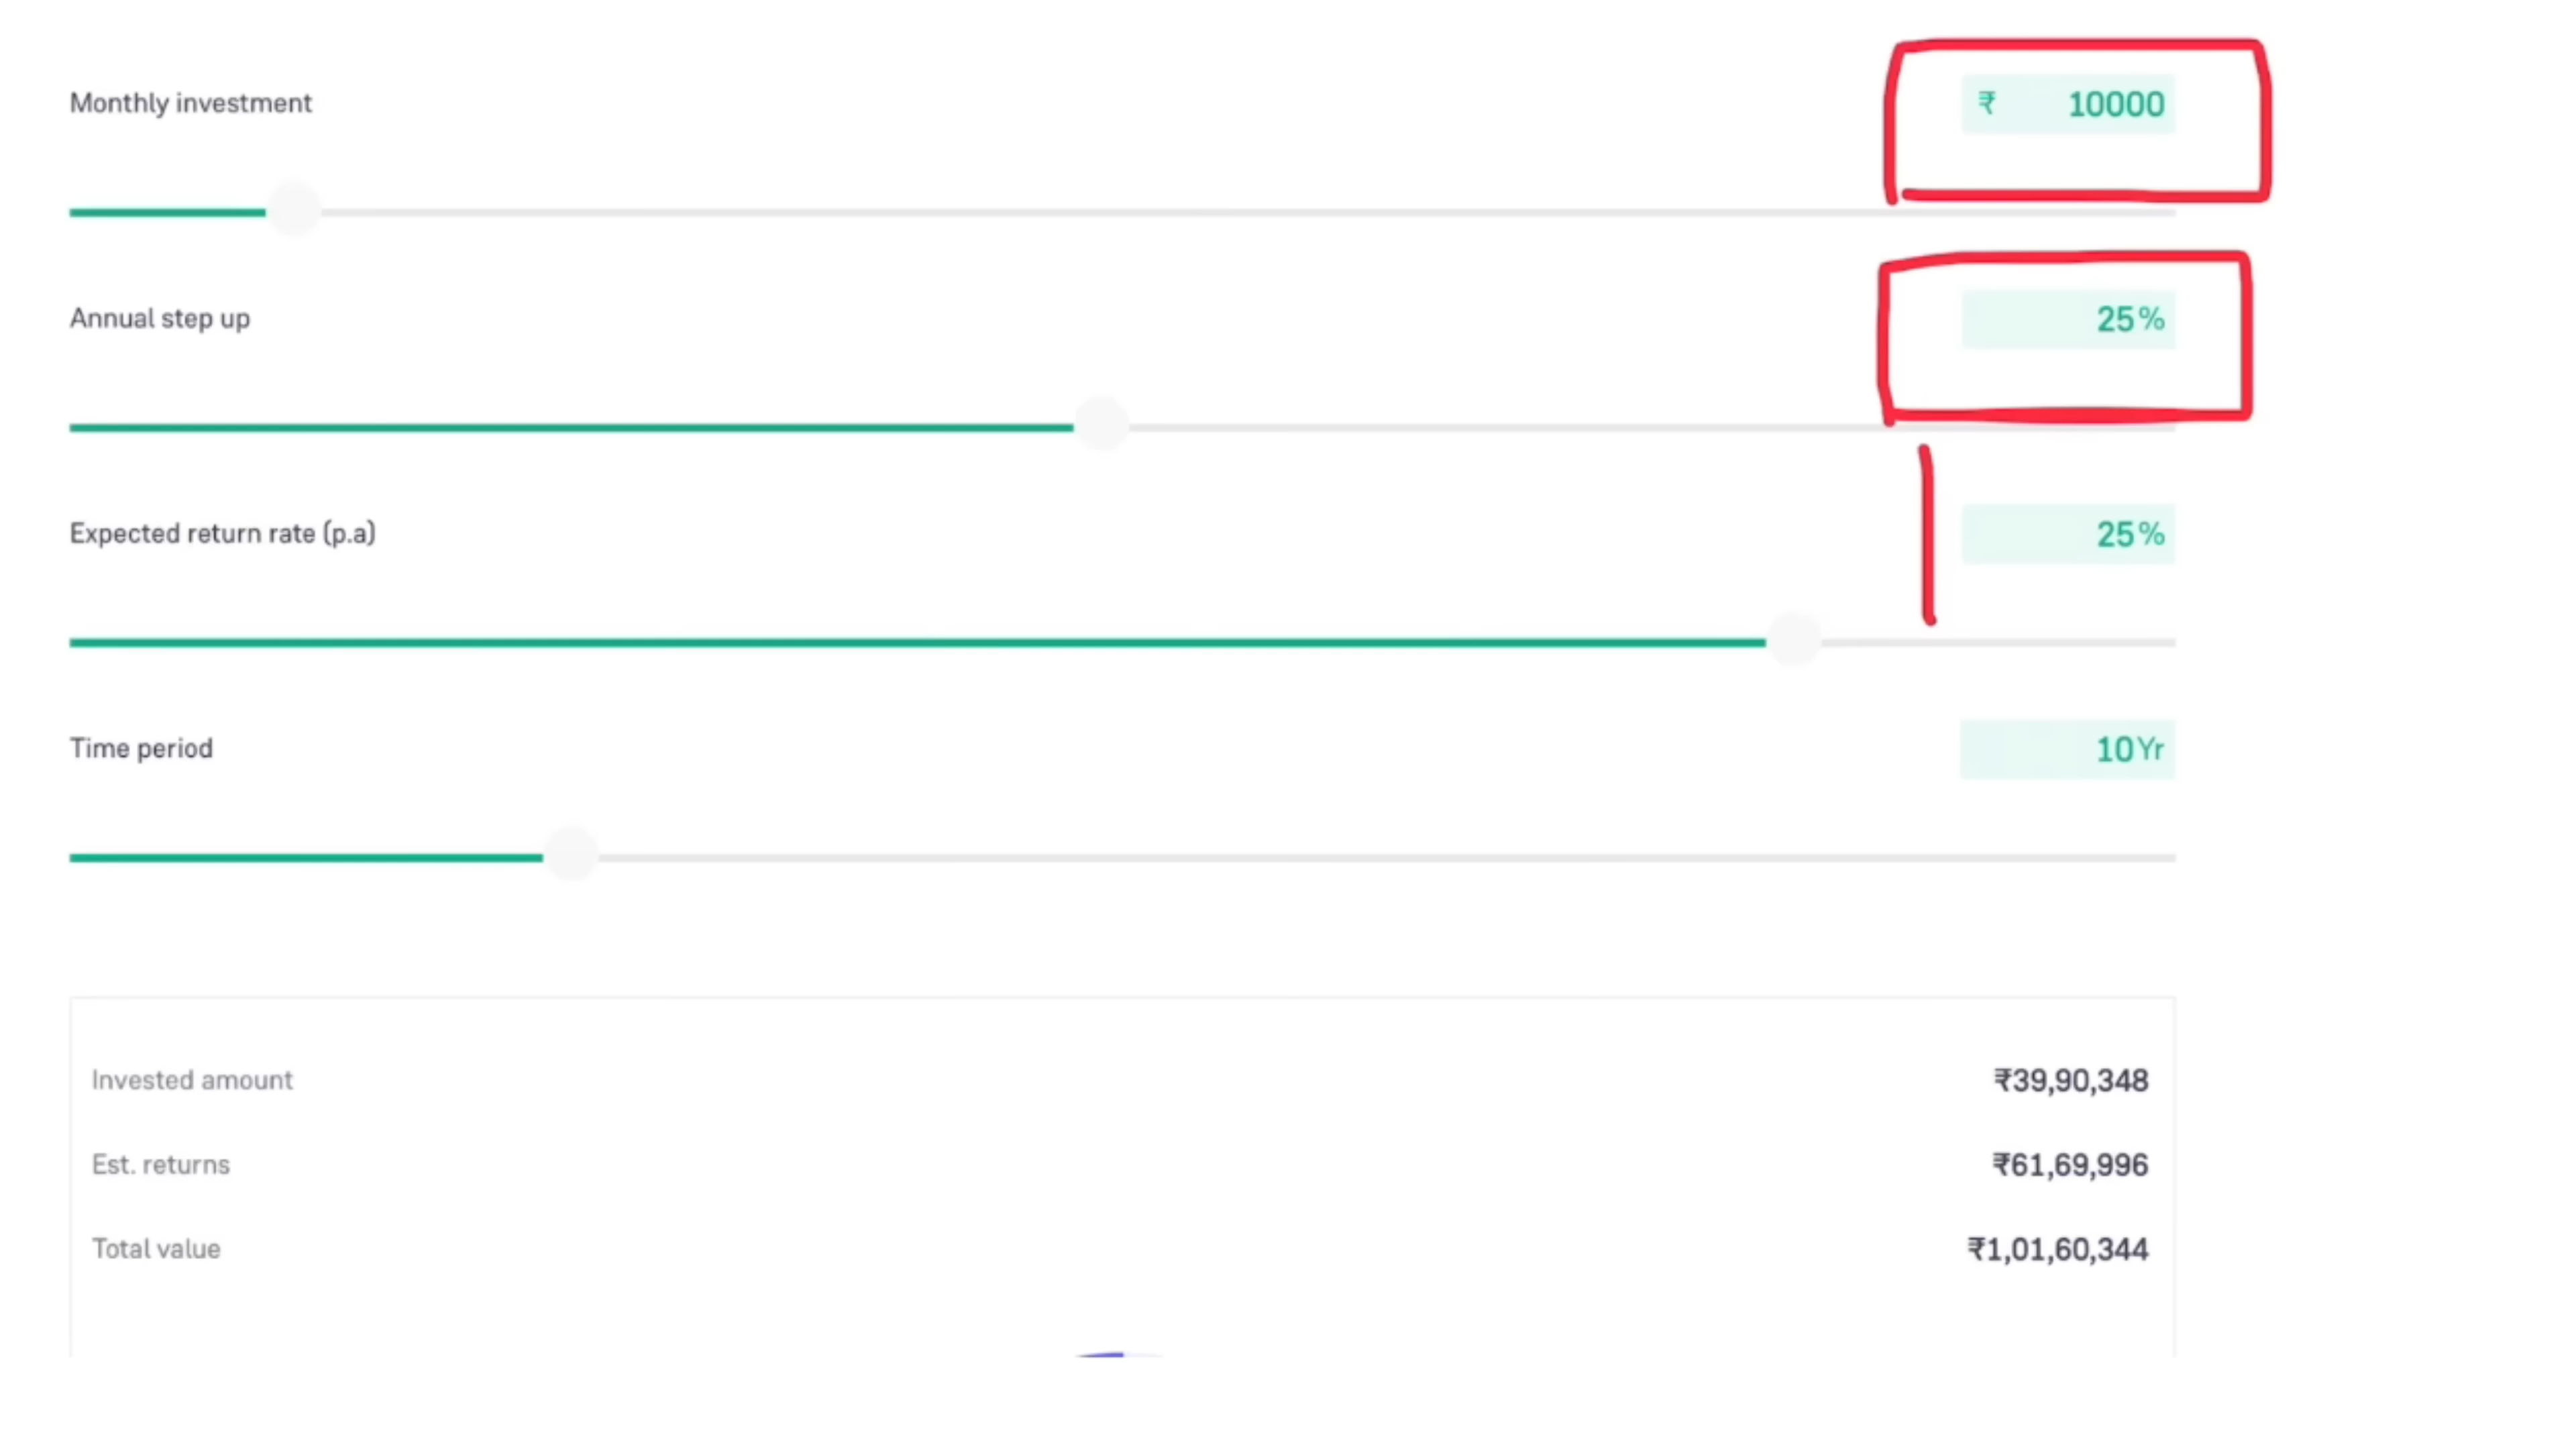 Monthly investment ₹ 10000
Annual step up 25%
Expected return rate (p.a) 25%
Time period 10Yr
Invested amount ₹39,90,348
Est. returns ₹61,69,996
Total value ₹1,01,60,344